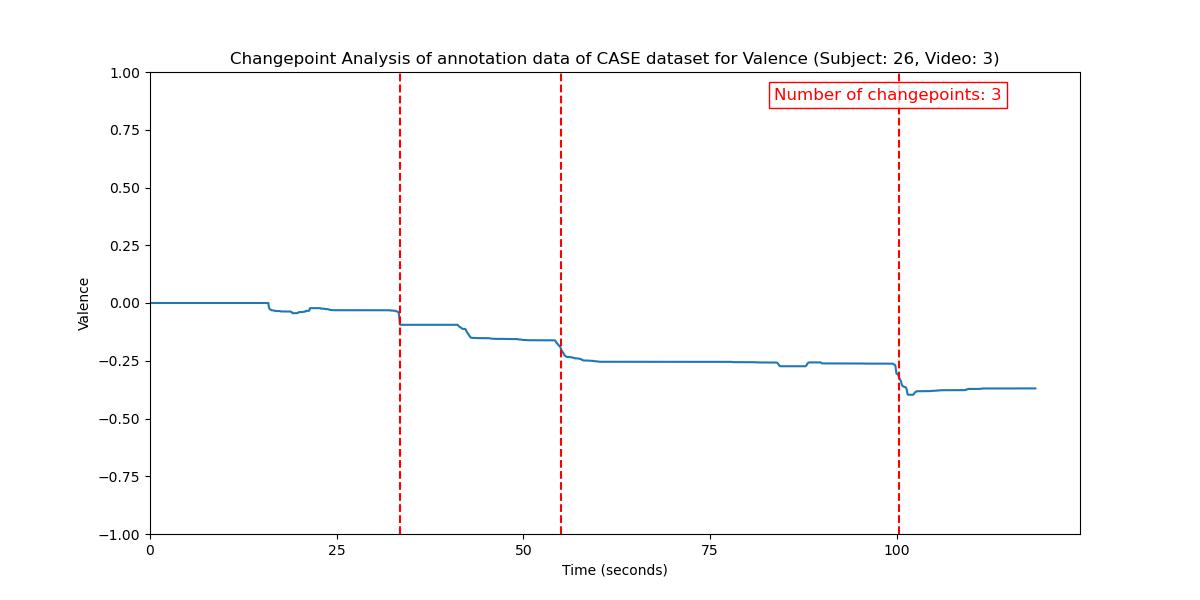 Changepoint Analysis of annotation data of CASE dataset for Valence (Subject: 26, Video: 3)
Number of changepoints: 3
1.00
0.75
0.50
0.25
0.00
−0.25
−0.50
−0.75
−1.00
Valence
0 25 50 75 100
Time (seconds)